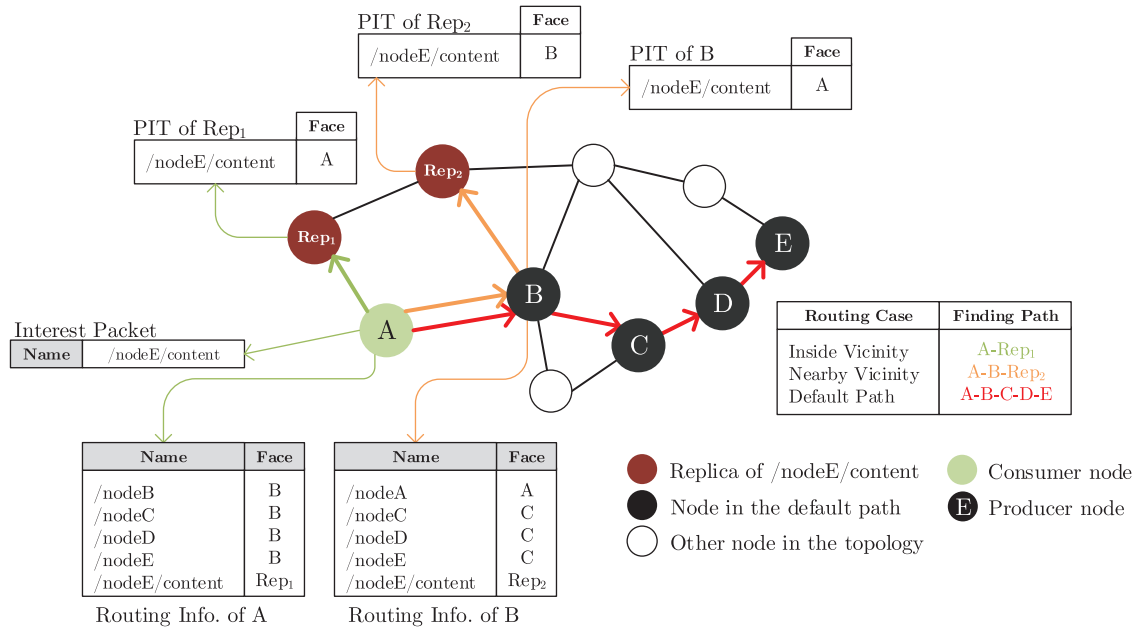 PIT of Rep2
Face
/nodeE/content B
PIT of B
Face
/nodeE/content A
PIT of Rep1
Face
/nodeE/content A
Rep2
Rep1
E
B
D
A
C
Interest Packet
Name /nodeE/content
Routing Case Finding Path
Inside Vicinity A-Rep1
Nearby Vicinity A-B-Rep2
Default Path A-B-C-D-E
Name Face
/nodeB B
/nodeC B
/nodeD B
/nodeE B
/nodeE/content Rep1
Routing Info. of A
Name Face
/nodeA A
/nodeC C
/nodeD C
/nodeE C
/nodeE/content Rep2
Routing Info. of B
Replica of /nodeE/content
Node in the default path
Other node in the topology
Consumer node
E Producer node